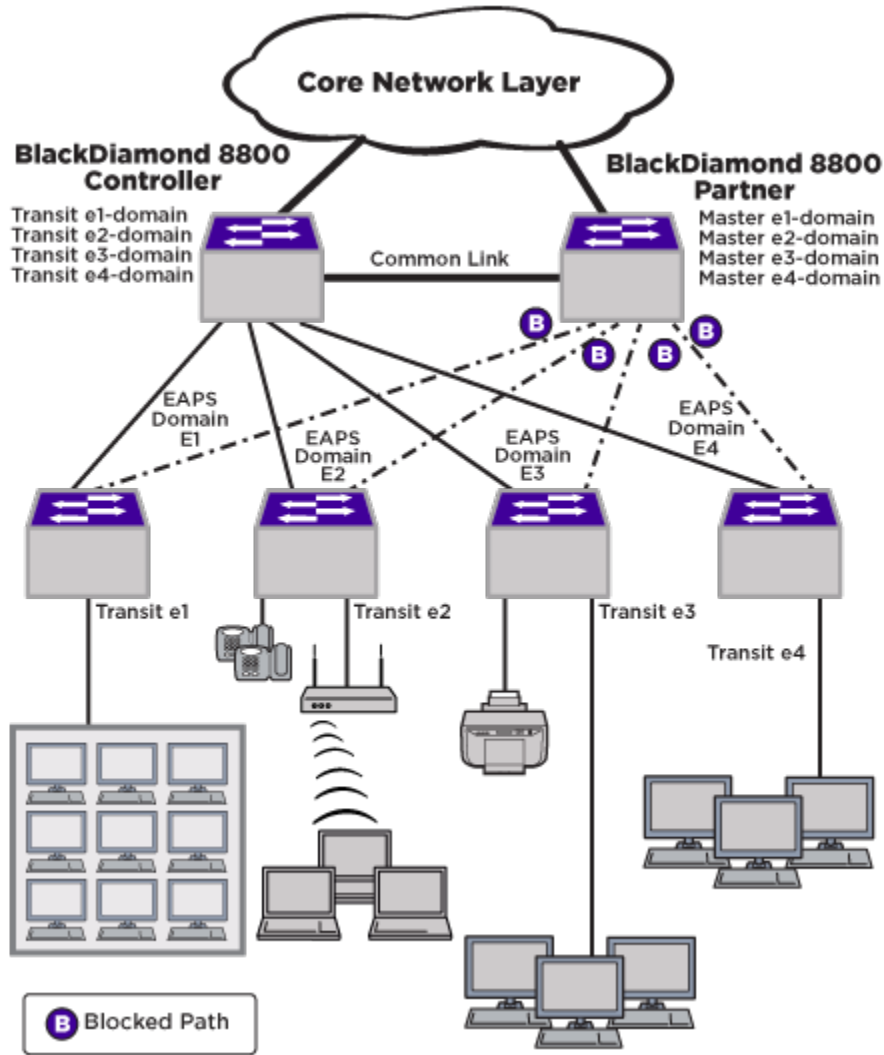 Core Network Layer
BlackDiamond 8800
Controller
Transit e1-domain
Transit e2-domain
Transit e3-domain
Transit e4-domain
BlackDiamond 8800
Partner
Master e1-domain
Master e2-domain
Master e3-domain
Master e4-domain
Common Link
B
B
B
B
EAPS
Domain
E1
EAPS
Domain
E2
EAPS
Domain
E3
EAPS
Domain
E4
Transit e1
Transit e2
Transit e3
Transit e4
B Blocked Path